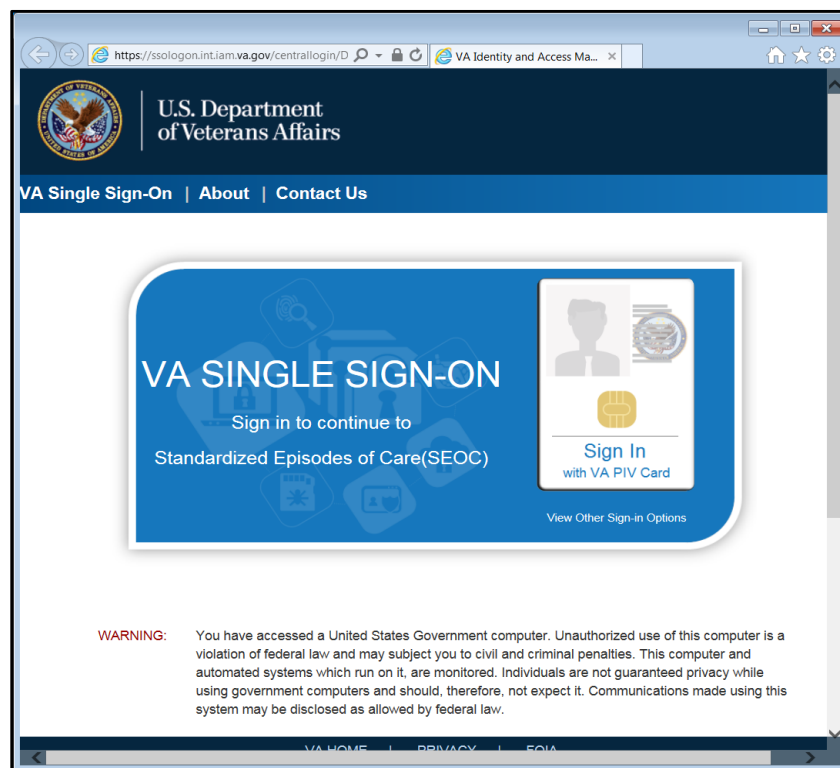 https://ssologon.int.iam.va.gov/centrallogin/D
VA Identity and Access Ma...
U.S. Department
of Veterans Affairs
VA Single Sign-On | About | Contact Us
VA SINGLE SIGN-ON
Sign in to continue to
Standardized Episodes of Care(SEOC)
Sign In
with VA PIV Card
View Other Sign-in Options
WARNING:
You have accessed a United States Government computer. Unauthorized use of this computer is a
violation of federal law and may subject you to civil and criminal penalties. This computer and
automated systems which run on it, are monitored. Individuals are not guaranteed privacy while
using government computers and should, therefore, not expect it. Communications made using this
system may be disclosed as allowed by federal law.
VA HOME | PRIVACY | FOIA